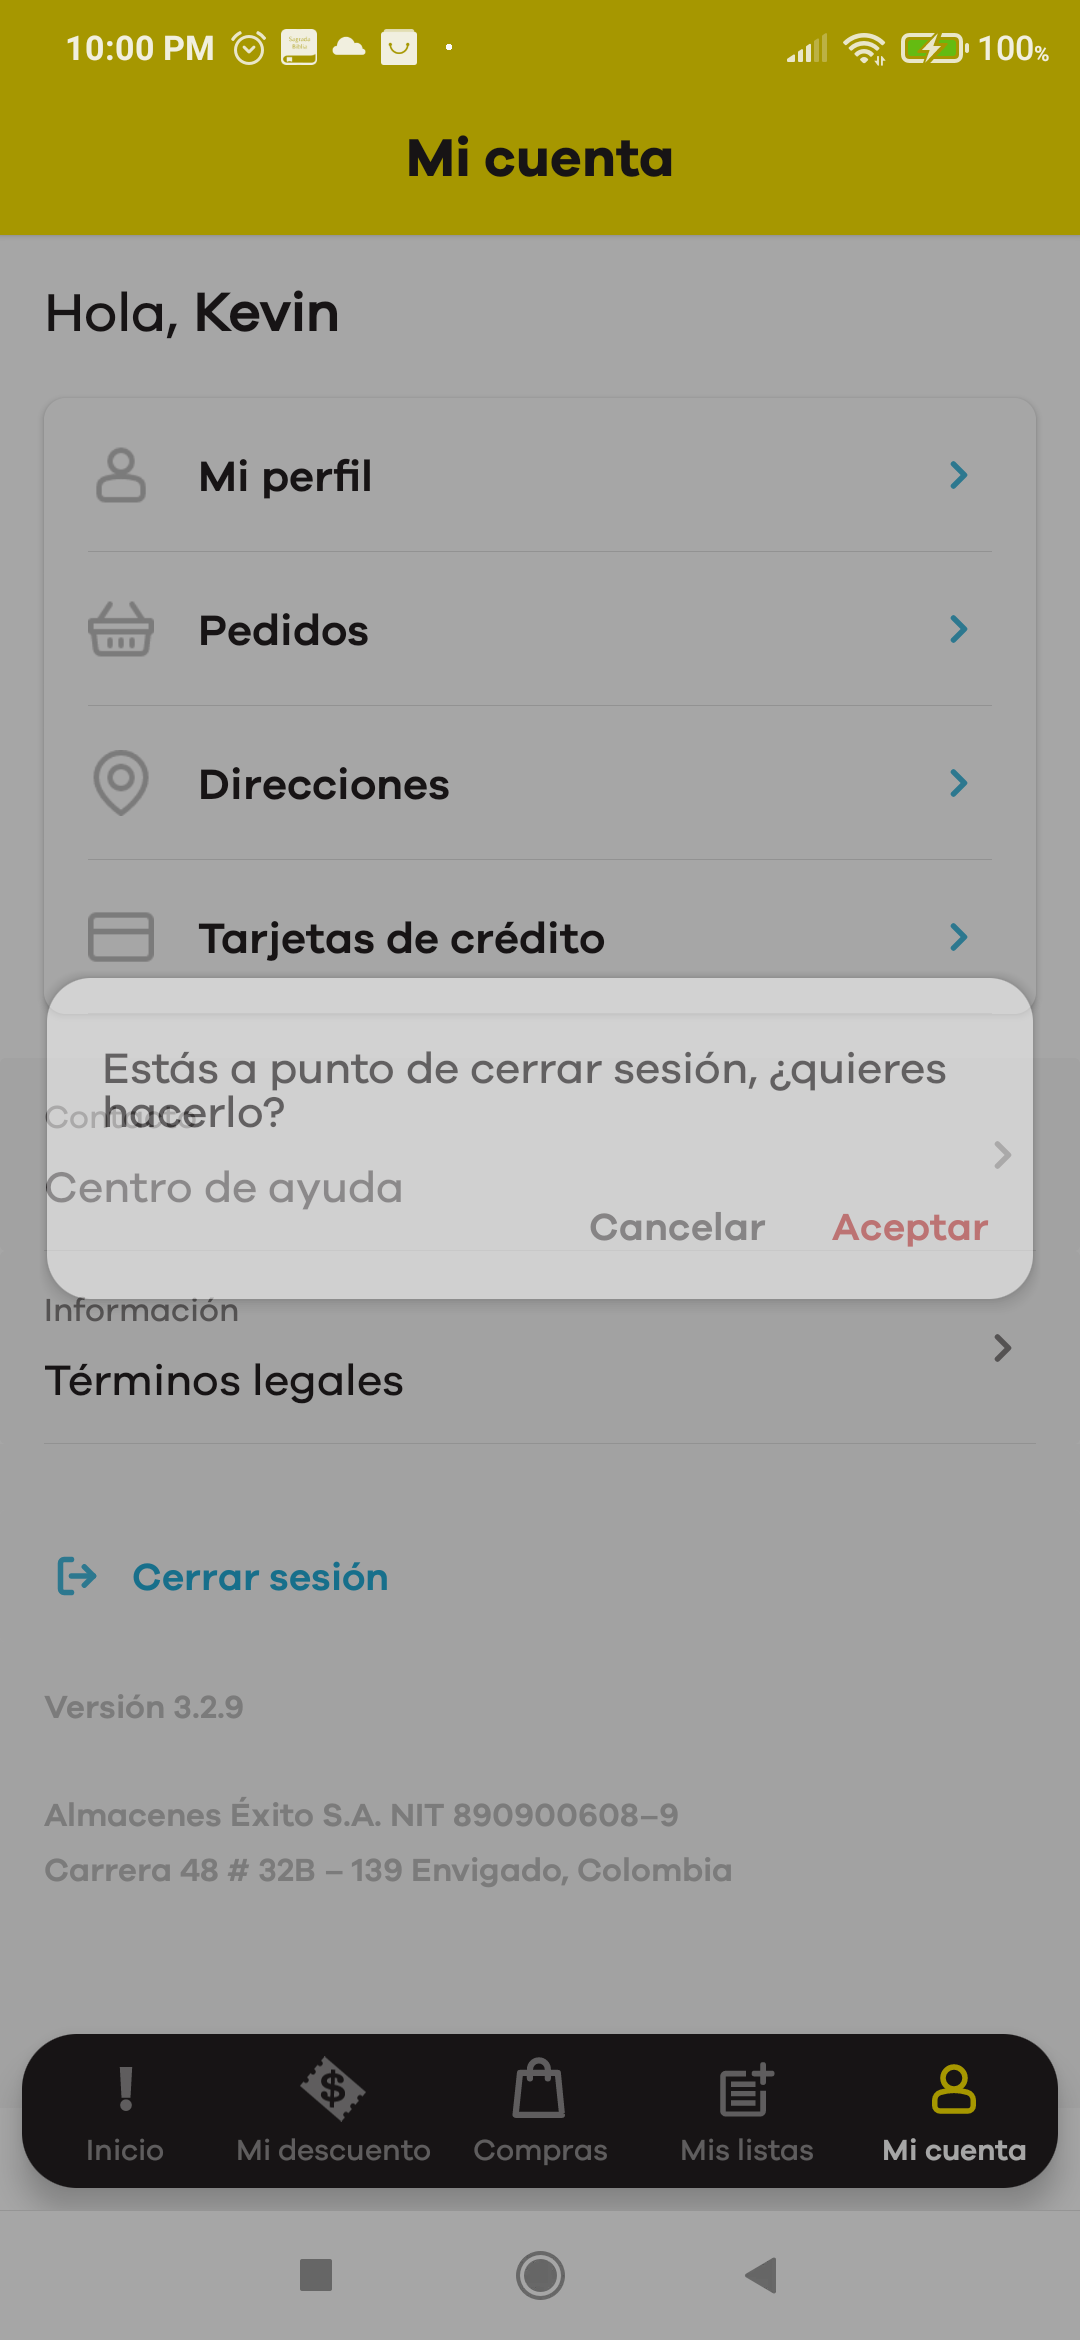 10:00 PM
100%
Mi cuenta
Hola, Kevin
Mi perfil
Pedidos
Direcciones
Tarjetas de crédito
Estás a punto de cerrar sesión, ¿quieres
hacerlo?
Contacto
Centro de ayuda
Cancelar Aceptar
Información
Términos legales
Cerrar sesión
Versión 3.2.9
Almacenes Éxito S.A. NIT 890900608–9
Carrera 48 # 32B – 139 Envigado, Colombia
Inicio Mi descuento Compras Mis listas Mi cuenta